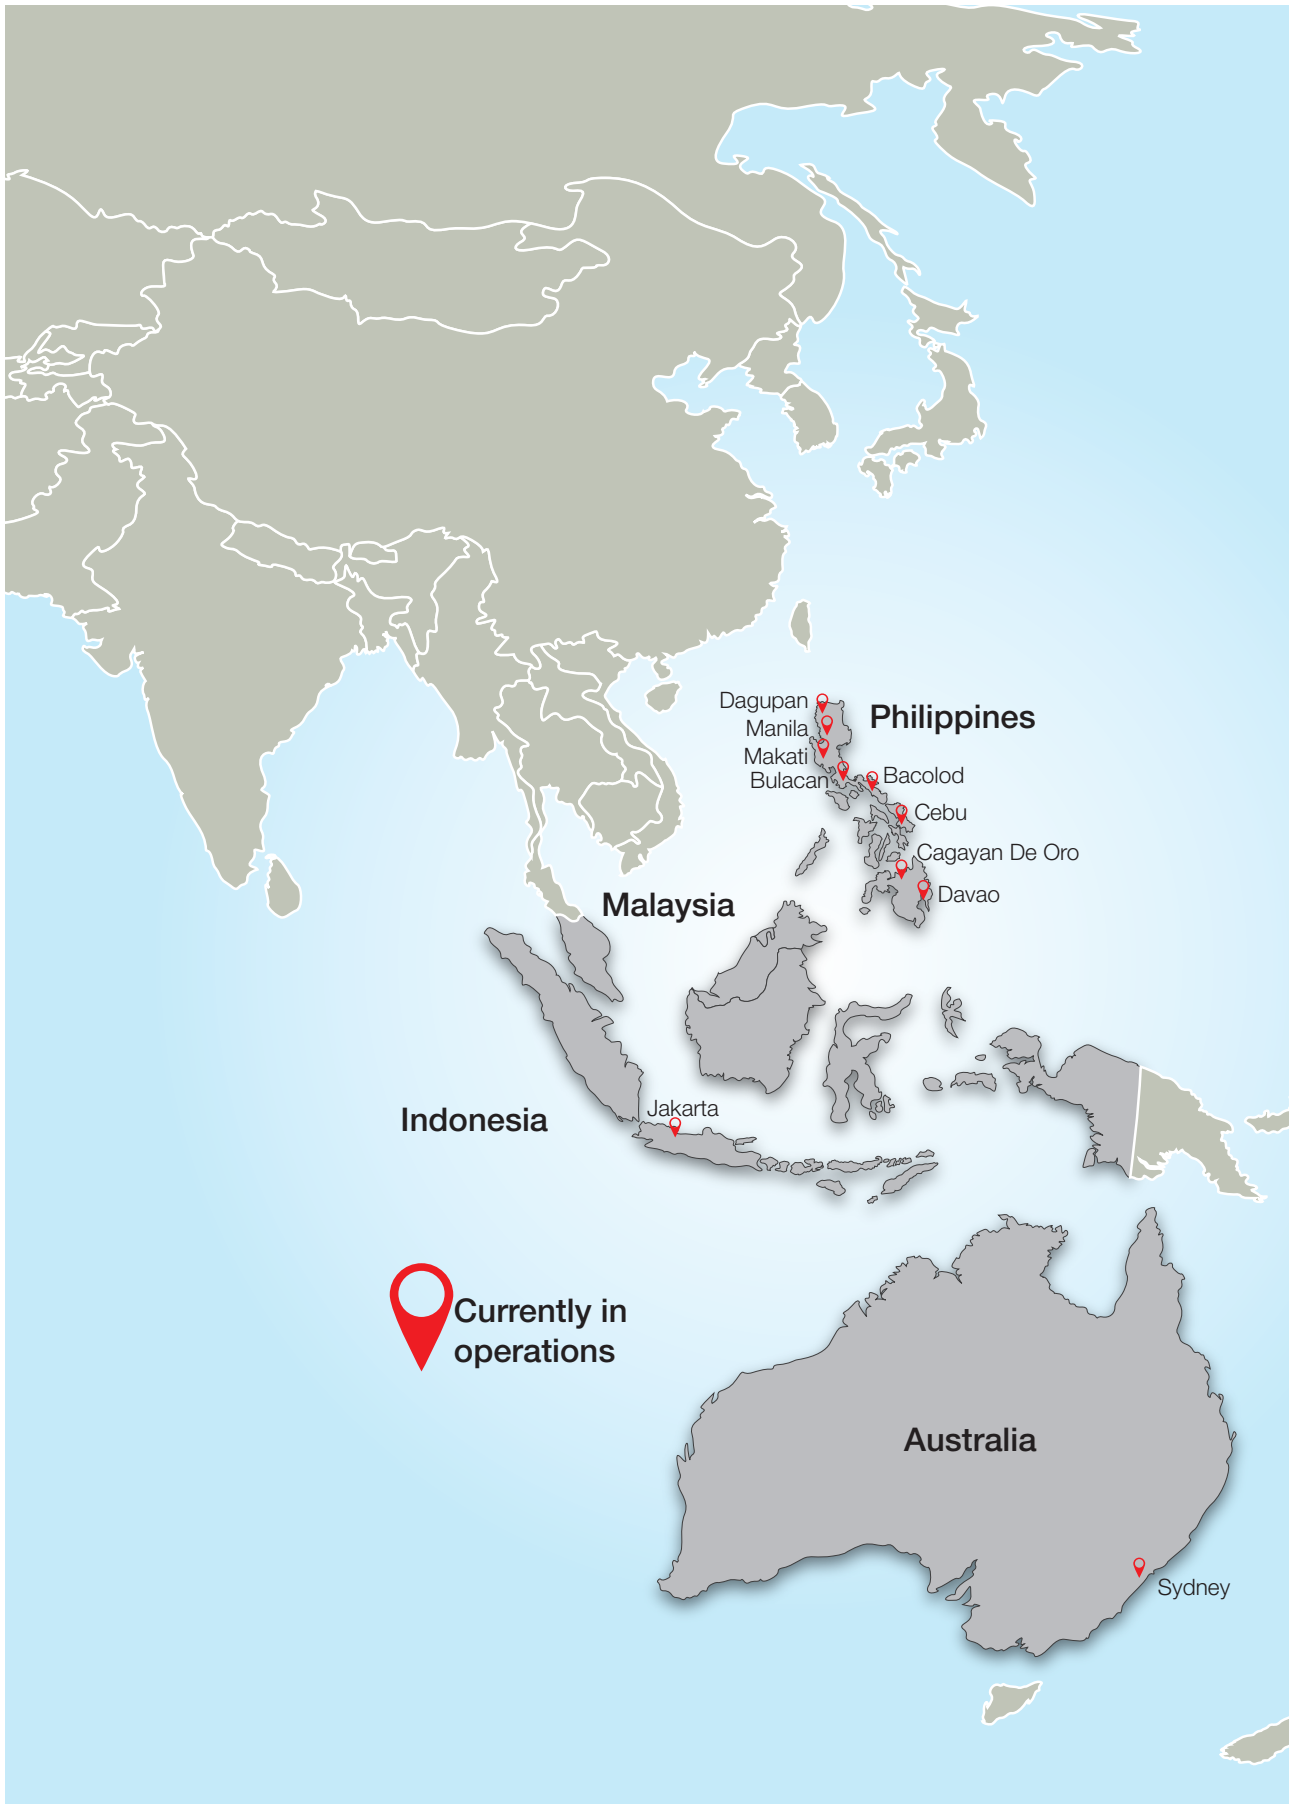 Dagupan
Philippines
Manila
Makati
Bulacan
Bacolod
Cebu
Cagayan De Oro
Davao
Malaysia
Jakarta
Indonesia
Currently in
operations
Australia
Sydney